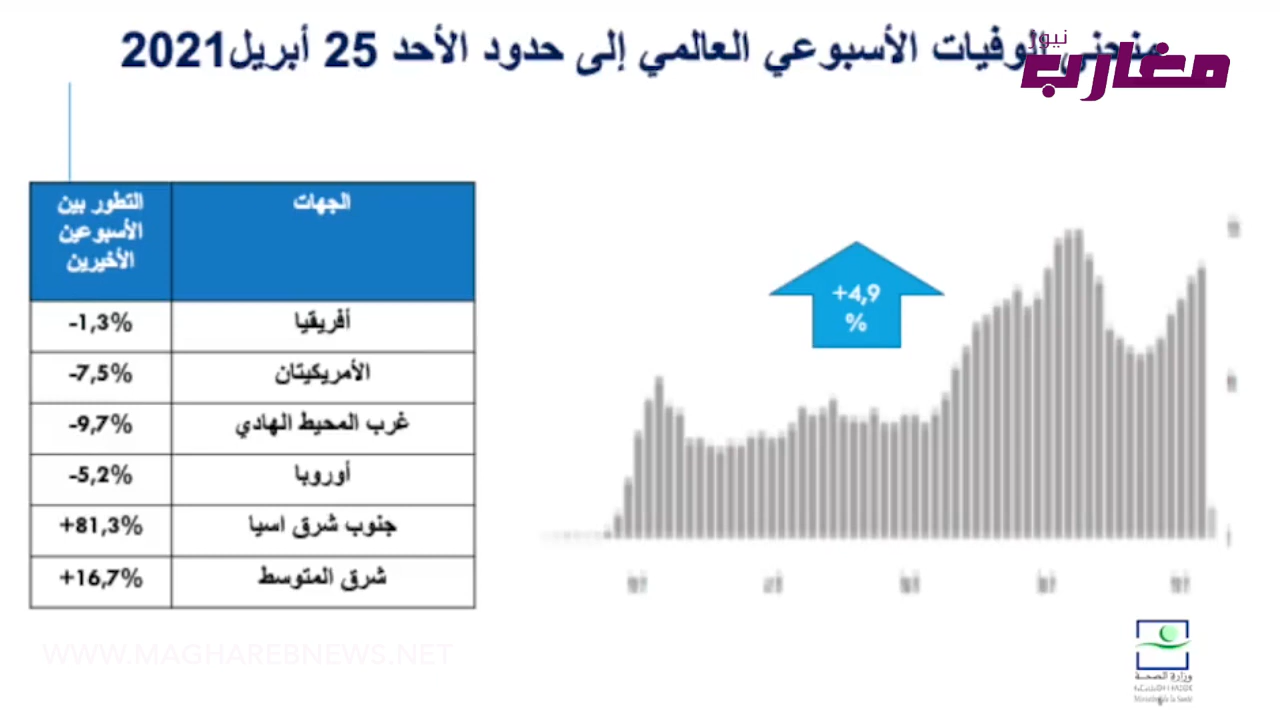 منحنى الوفيات الأسبوعي العالمي إلى حدود الأحد 25 أبريل2021
نيوز
مغارب
الجهات
التطور بين
الأسبوعين
الأخيرين
أفريقيا -1,3%
الأمريكيتان -7,5%
غرب المحيط الهادي -9,7%
أوروبا -5,2%
جنوب شرق اسيا +81,3%
شرق المتوسط +16,7%
+4,9
%
WWW.MAGHAREBNEWS.NET
وزارة الصحة